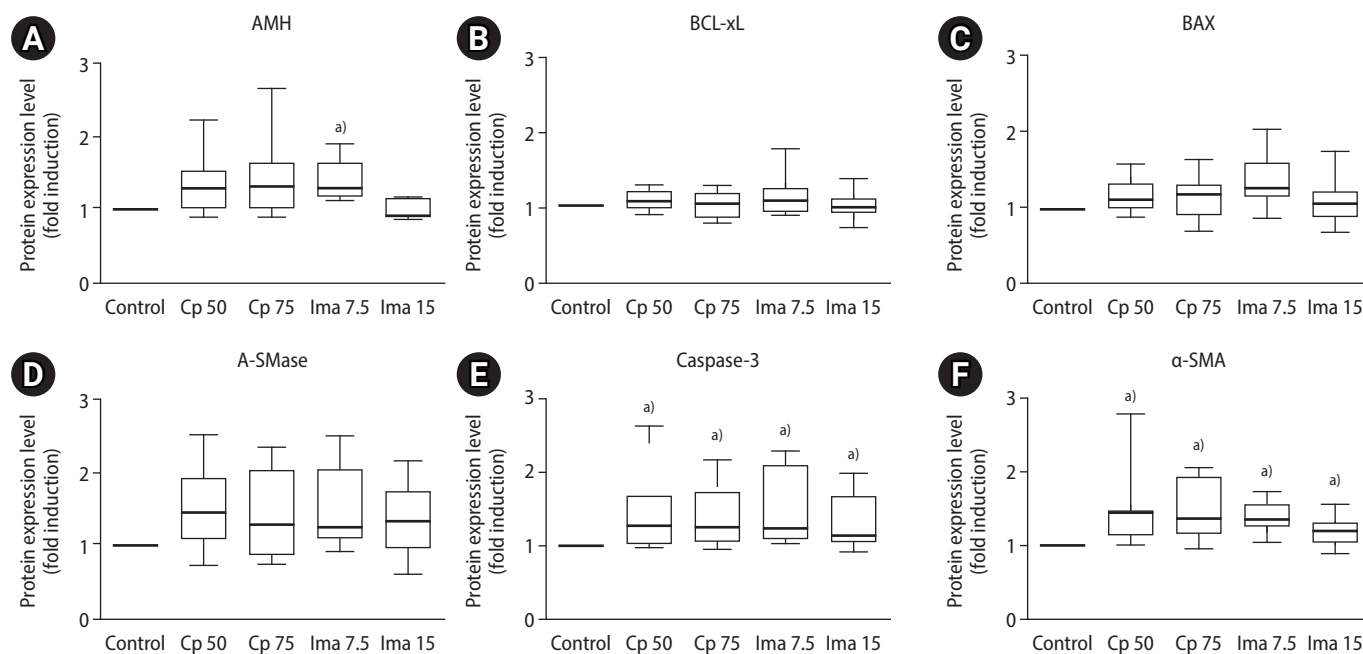 A
AMH
Protein expression level
(fold induction)
3
2
1
0
a)
Control Cp 50 Cp 75 Ima 7.5 Ima 15
B
BCL-xL
Protein expression level
(fold induction)
3
2
1
0
Control Cp 50 Cp 75 Ima 7.5 Ima 15
C
BAX
Protein expression level
(fold induction)
3
2
1
0
Control Cp 50 Cp 75 Ima 7.5 Ima 15
D
A-SMase
Protein expression level
(fold induction)
3
2
1
0
Control Cp 50 Cp 75 Ima 7.5 Ima 15
E
Caspase-3
Protein expression level
(fold induction)
3
2
1
0
a) a) a) a)
Control Cp 50 Cp 75 Ima 7.5 Ima 15
F
α-SMA
Protein expression level
(fold induction)
3
2
1
0
a) a) a) a)
Control Cp 50 Cp 75 Ima 7.5 Ima 15